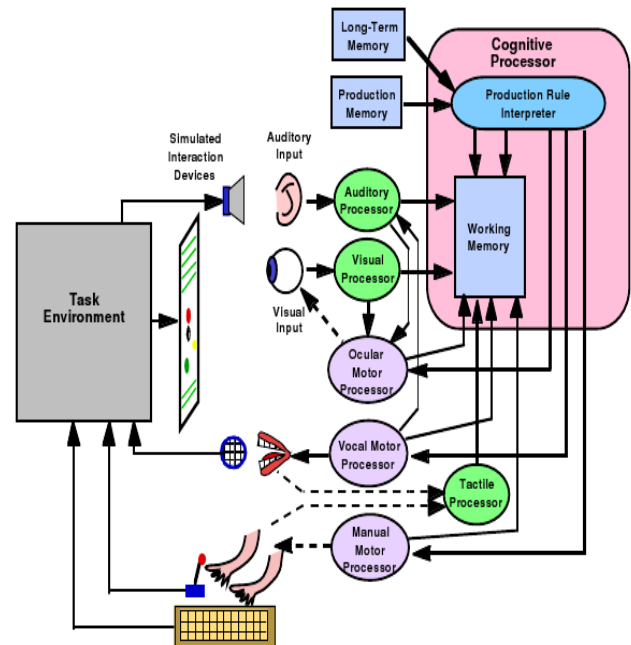 Long-Term
Memory
Cognitive
Processor
Production
Memory
Production Rule
Interpreter
Simulated
Interaction
Devices
Auditory
Input
Auditory
Processor
Working
Memory
Visual
Processor
Task
Environment
Visual
Input
Ocular
Motor
Processor
Vocal Motor
Processor
Tactile
Processor
Manual
Motor
Processor